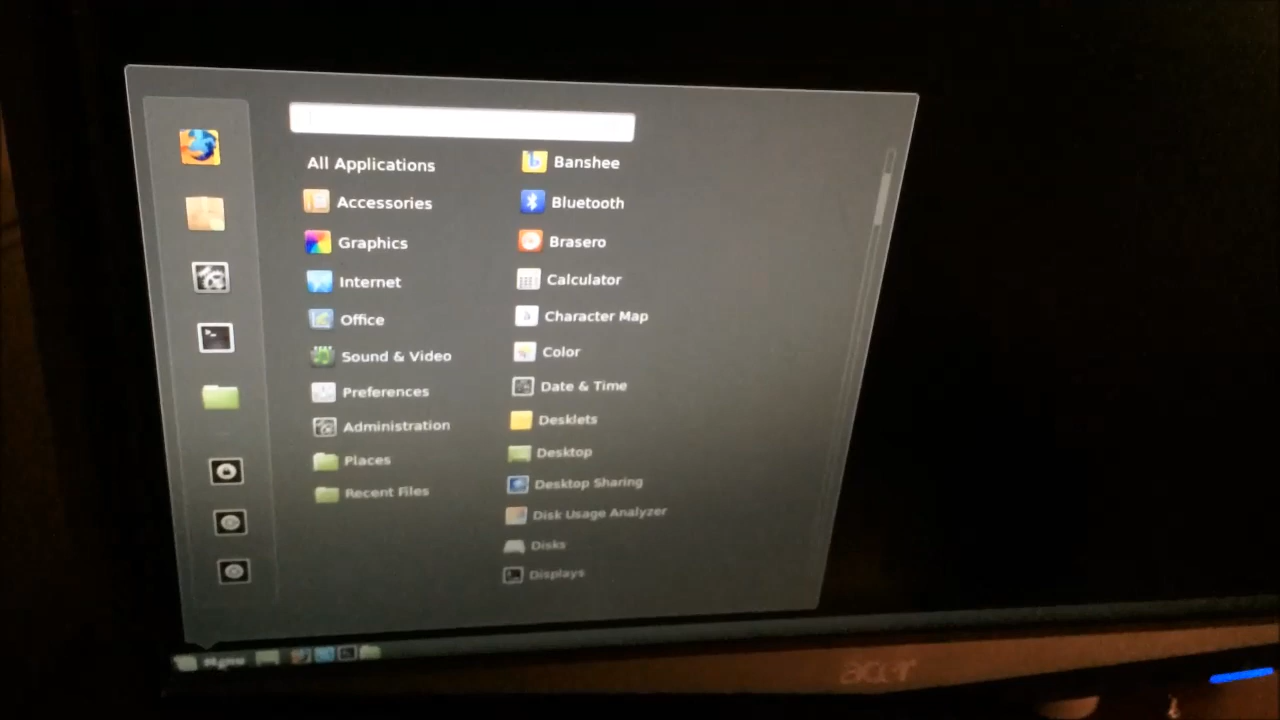 All Applications
Accessories
Graphics
Internet
Office
Sound & Video
Preferences
Administration
Places
Recent Files
Banshee
Bluetooth
Brasero
Calculator
Character Map
Color
Date & Time
Desklets
Desktop
Desktop Sharing
Disk Usage Analyzer
Disks
Displays
Menu
acer